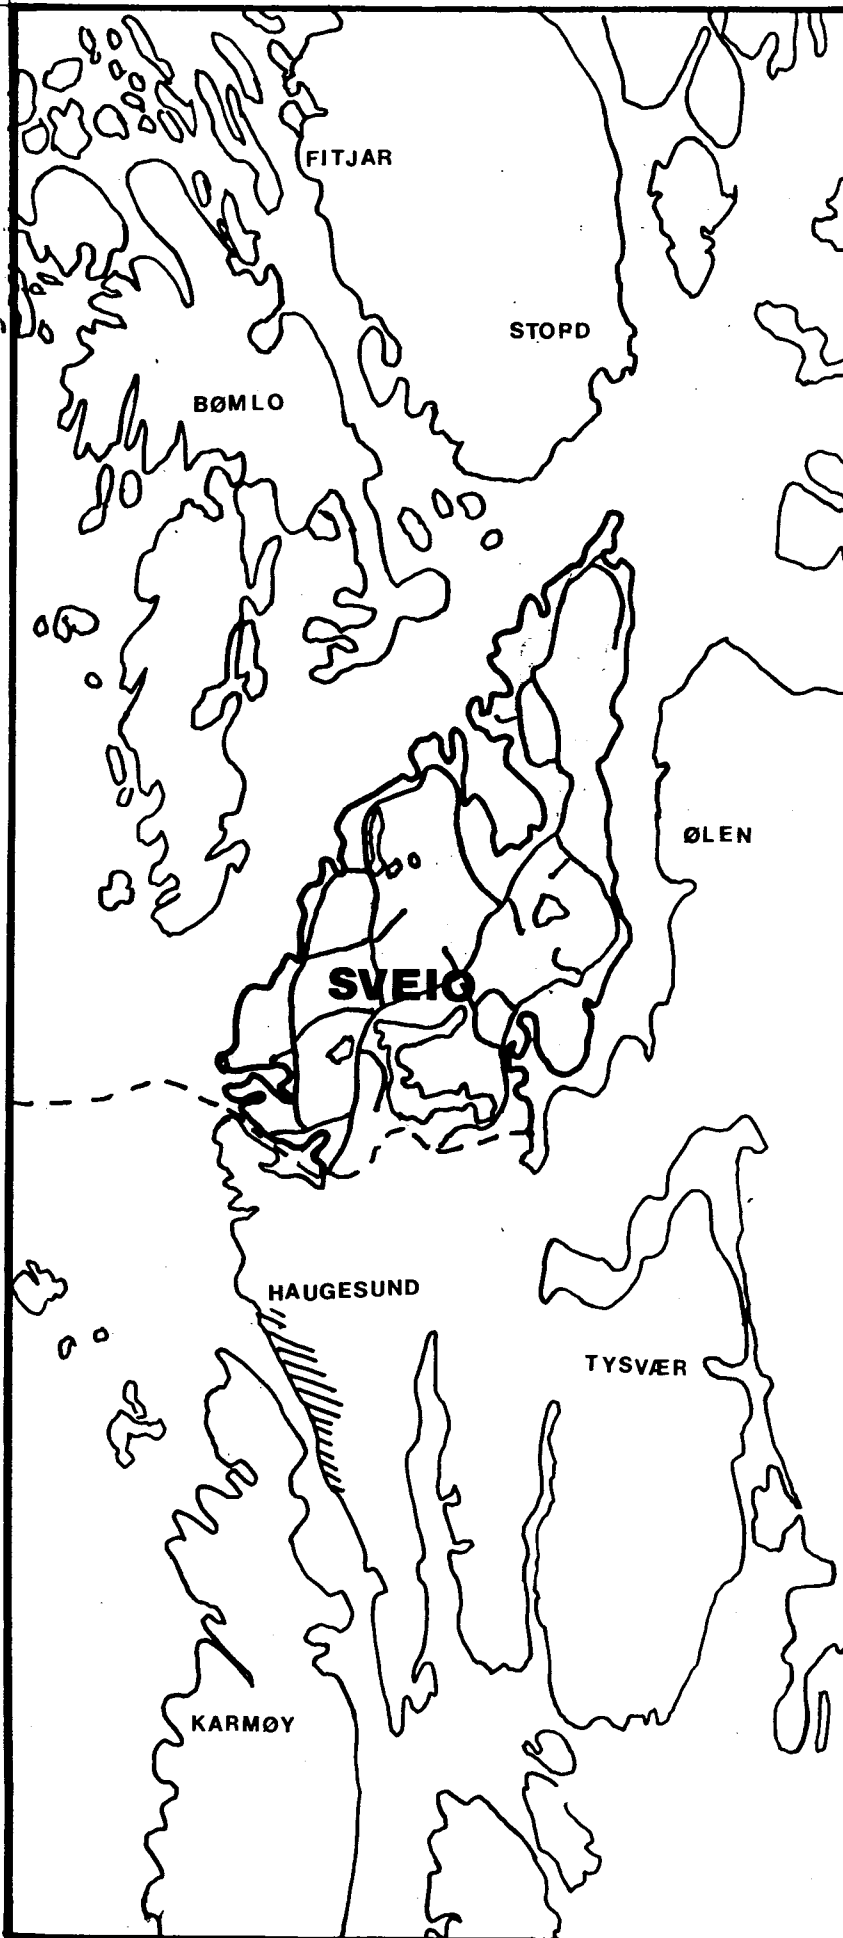 FITJAR
STOPD
BØMLO
ØLEN
SVEIO
HAUGESUND
TYSVÆR
KARMØY